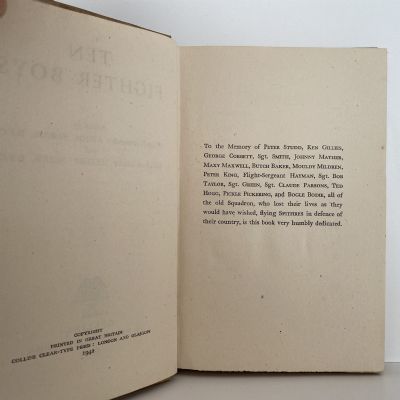 COPYRIGHT
PRINTED IN GREAT BRITAIN
COLLINS CLEAR-TYPE PRESS : LONDON AND GLASGOW
1942
To the Memory of Peter Studd, Ken Gillies,
George Corbett, Sgt. Smith, Johnny Mather,
Maxy Maxwell, Butch Baker, Mouldy Mildren,
Peter King, Flight-Sergeant Hayman, Sgt. Bob
Taylor, Sgt. Green, Sgt. Claude Parsons, Ted
Hogg, Pickle Pickering, and Bogle Bodie, all of
the old Squadron, who lost their lives as they
would have wished, flying Spitfires in defence of
their country, is this book very humbly dedicated.